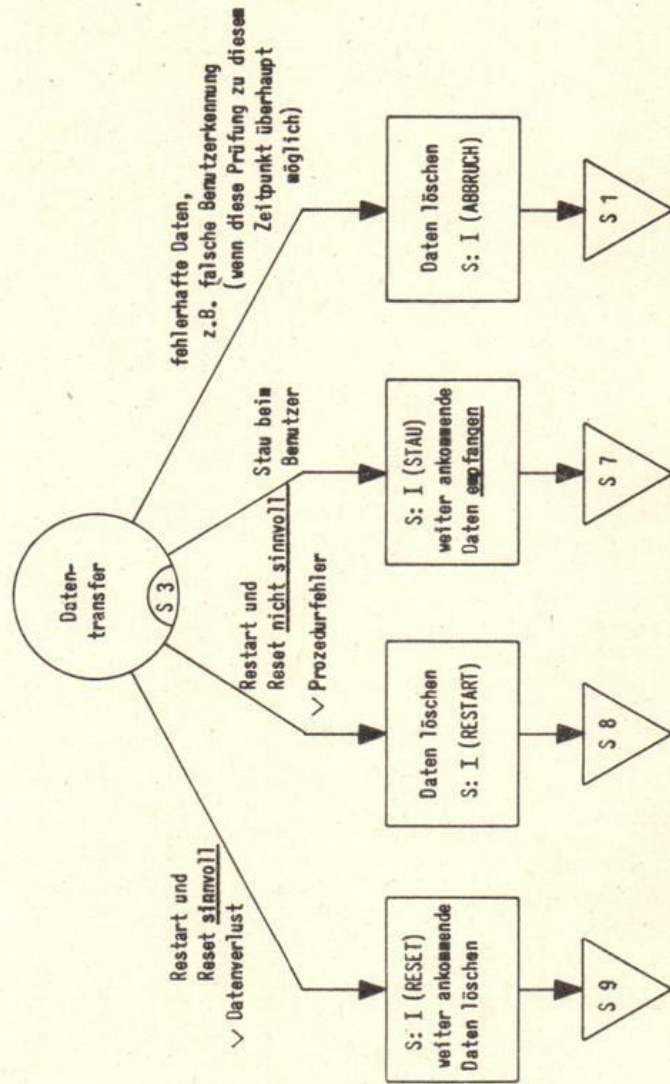 Daten-
transfer
S 3
Restart und
Reset sinnvoll
∨ Datenverlust
Restart und
Reset nicht sinnvoll
∨ Prozedurfehler
Stau beim
Benutzer
fehlerhafte Daten,
z.B. falsche Benutzerkennung
(wenn diese Prüfung zu diesem
Zeitpunkt überhaupt
möglich)
S: I (RESET)
weiter ankommende
Daten löschen
Daten löschen
S: I (RESTART)
S: I (STAU)
weiter ankommende
Daten empfangen
Daten löschen
S: I (ABBRUCH)
S 9
S 8
S 7
S 1